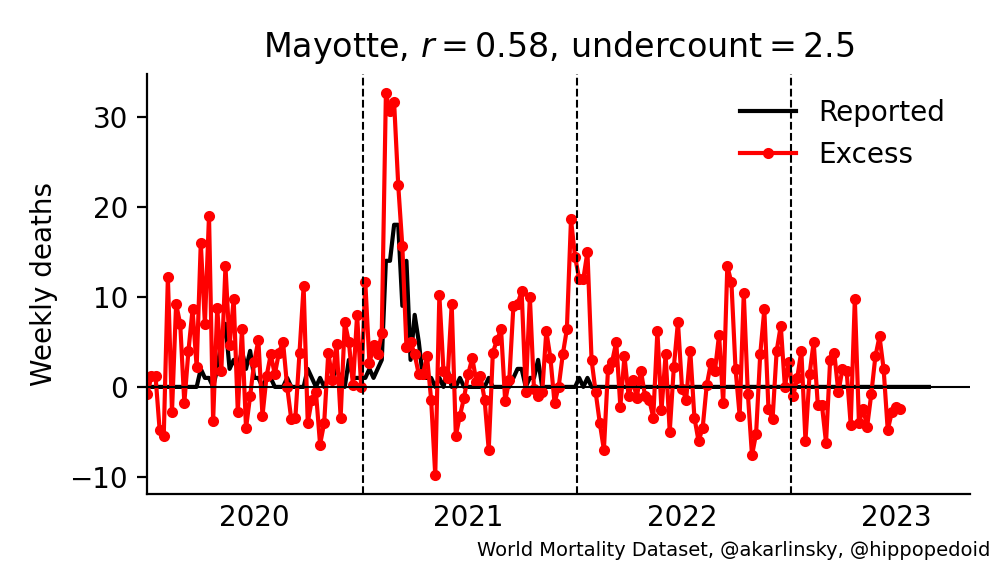 Mayotte, r = 0.58, undercount = 2.5
Weekly deaths
30
20
10
0
−10
Reported
Excess
2020 2021 2022 2023
World Mortality Dataset, @akarlinsky, @hippopedoid